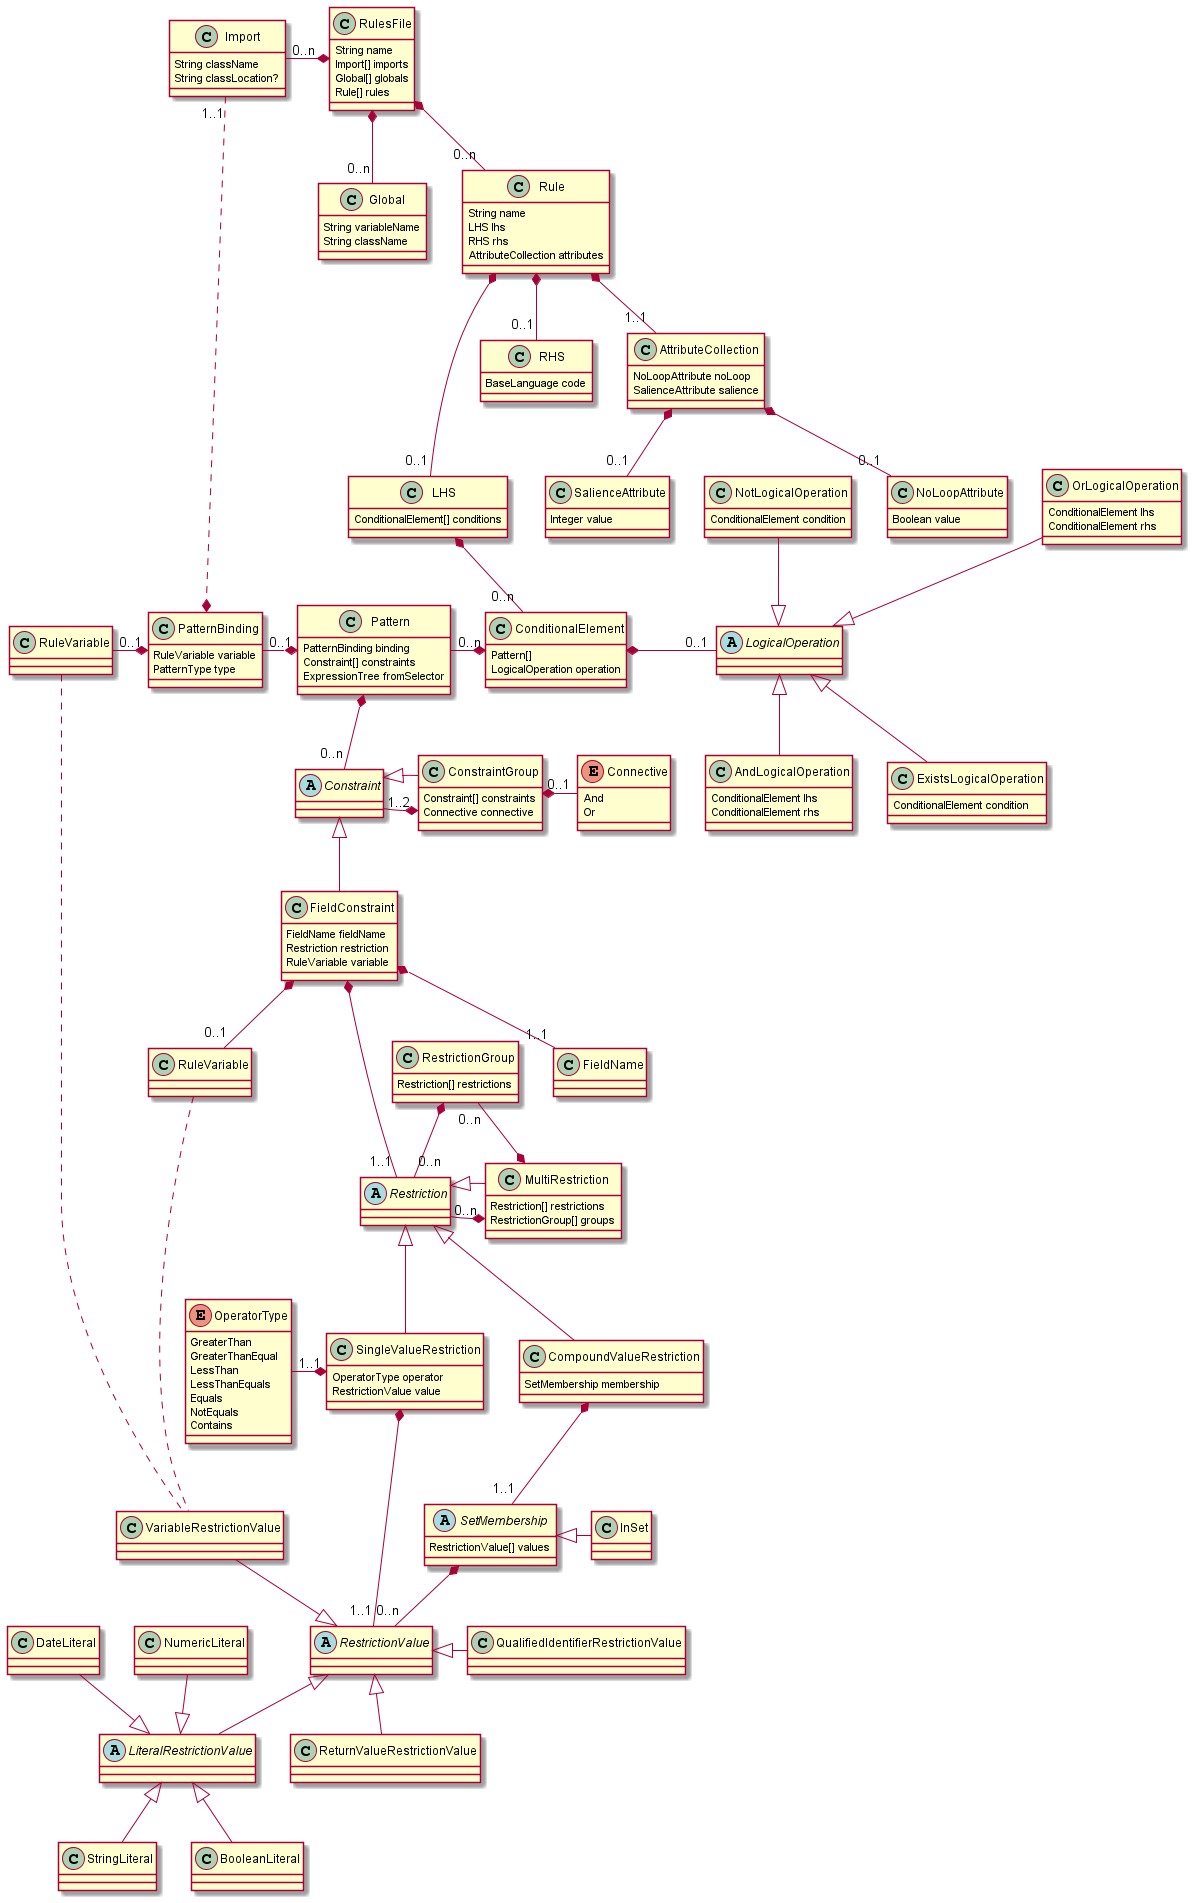 C Import
String className
String classLocation?
0..n
C RulesFile
String name
Import[] imports
Global[] globals
Rule[] rules
1..1
0..n
0..n
C Global
String variableName
String className
C Rule
String name
LHS lhs
RHS rhs
AttributeCollection attributes
0..1
1..1
C RHS
BaseLanguage code
C AttributeCollection
NoLoopAttribute noLoop
SalienceAttribute salience
0..1
0..1
0..1
C LHS
ConditionalElement[] conditions
C SalienceAttribute
Integer value
C NotLogicalOperation
ConditionalElement condition
C NoLoopAttribute
Boolean value
C OrLogicalOperation
ConditionalElement lhs
ConditionalElement rhs
0..n
C RuleVariable
0..1
C PatternBinding
RuleVariable variable
PatternType type
0..1
C Pattern
PatternBinding binding
Constraint[] constraints
ExpressionTree fromSelector
0..n
C ConditionalElement
Pattern[]
LogicalOperation operation
0..1
A LogicalOperation
0..n
A Constraint
1..2
C ConstraintGroup
Constraint[] constraints
Connective connective
0..1
E Connective
And
Or
C AndLogicalOperation
ConditionalElement lhs
ConditionalElement rhs
C ExistsLogicalOperation
ConditionalElement condition
C FieldConstraint
FieldName fieldName
Restriction restriction
RuleVariable variable
0..1
1..1
C RuleVariable
C RestrictionGroup
Restriction[] restrictions
C FieldName
0..n
1..1
0..n
A Restriction
0..n
C MultiRestriction
Restriction[] restrictions
RestrictionGroup[] groups
E OperatorType
GreaterThan
GreaterThanEqual
LessThan
LessThanEquals
Equals
NotEquals
Contains
1..1
C SingleValueRestriction
OperatorType operator
RestrictionValue value
C CompoundValueRestriction
SetMembership membership
1..1
C VariableRestrictionValue
A SetMembership
RestrictionValue[] values
C InSet
1..1
0..n
C DateLiteral
C NumericLiteral
A RestrictionValue
C QualifiedIdentifierRestrictionValue
A LiteralRestrictionValue
C ReturnValueRestrictionValue
C StringLiteral
C BooleanLiteral